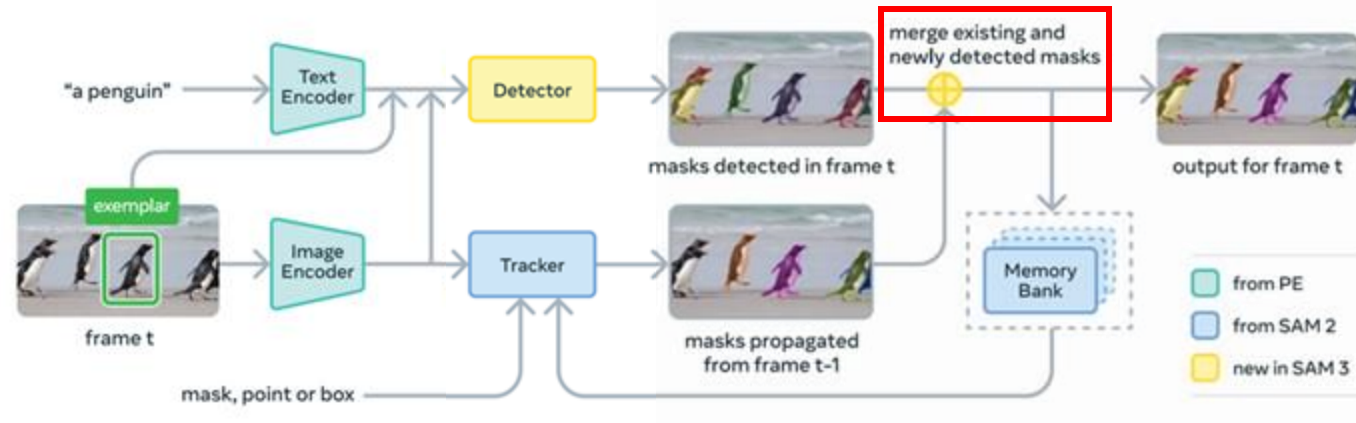 merge existing and
newly detected masks
"a penguin"
Text
Encoder
Detector
masks detected in frame t
output for frame t
exemplar
Image
Encoder
Tracker
Memory
Bank
frame t
masks propagated
from frame t-1
mask, point or box
from PE
from SAM 2
new in SAM 3